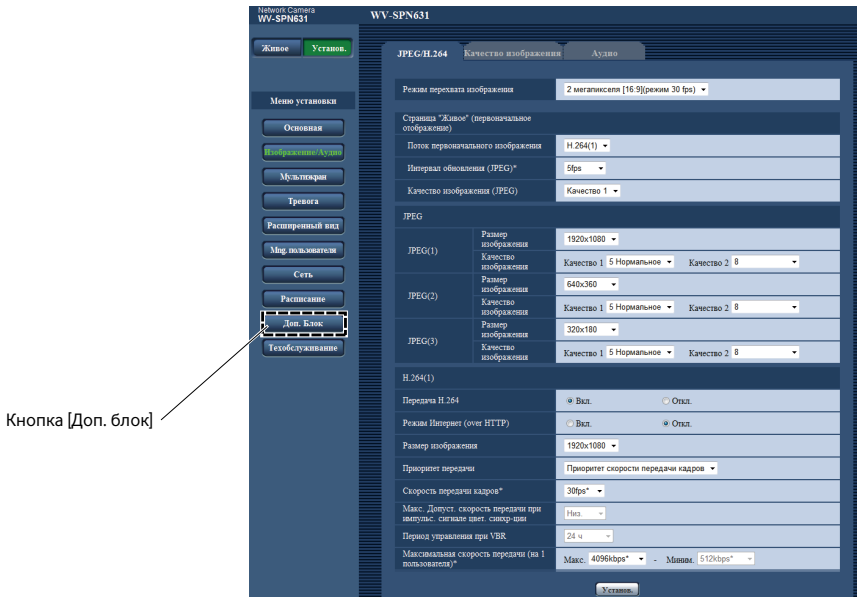 Network Camera
WV-SPN631
WV-SPN631
Живое
Установ.
JPEG/H.264
Качество изображения
Аудио
Меню установки
Основная
Изображение/Аудио
Мультиэкран
Тревога
Расширенный вид
Mng. пользователя
Сеть
Расписание
Доп. Блок
Техобслуживание
Кнопка [Доп. блок]
Режим перехвата изображения
2 мегапикселя [16:9](режим 30 fps)
Страница "Живое" (первоначальное
отображение)
Поток первоначального изображения
H.264(1)
Интервал обновления (JPEG)*
5fps
Качество изображения (JPEG)
Качество 1
JPEG
JPEG(1)
Размер
изображения
1920x1080
Качество
изображения
Качество 1 5 Нормальное Качество 2 8
JPEG(2)
Размер
изображения
640x360
Качество
изображения
Качество 1 5 Нормальное Качество 2 8
JPEG(3)
Размер
изображения
320x180
Качество
изображения
Качество 1 5 Нормальное Качество 2 8
H.264(1)
Передача H.264
Вкл. Откл.
Режим Интернет (over HTTP)
Вкл. Откл.
Размер изображения
1920x1080
Приоритет передачи
Приоритет скорости передачи кадров
Скорость передачи кадров*
30fps*
Макс. Допуст. скорость передачи при
импульс. сигнале цвет. синхр-ции
Низ.
Период управления при VBR
24 ч
Максимальная скорость передачи (на 1
пользователя)*
Макс. 4096kbps* - Миним. 512kbps*
Установ.